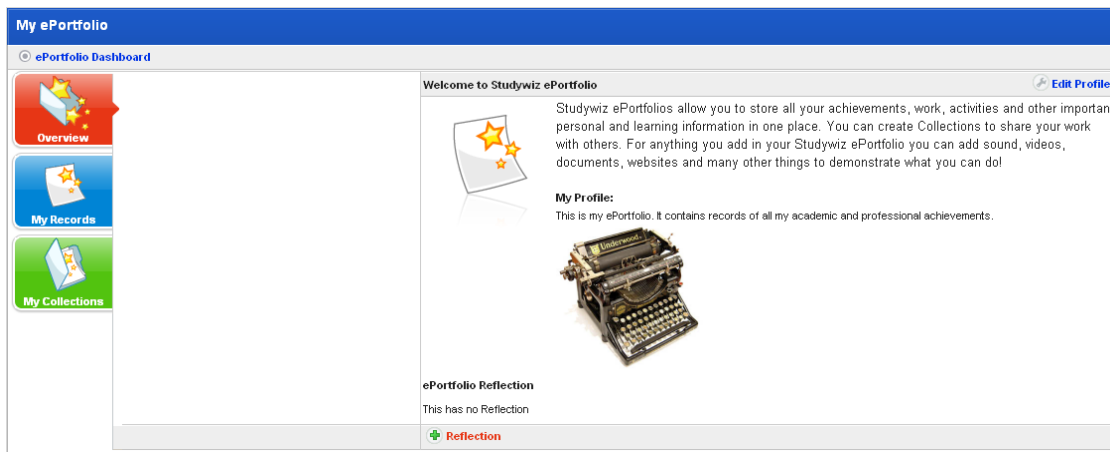 My ePortfolio
ePortfolio Dashboard
Overview
My Records
My Collections
Welcome to Studywiz ePortfolio
Edit Profile
Studywiz ePortfolios allow you to store all your achievements, work, activities and other importan
personal and learning information in one place. You can create Collections to share your work
with others. For anything you add in your Studywiz ePortfolio you can add sound, videos,
documents, websites and many other things to demonstrate what you can do!
My Profile:
This is my ePortfolio. It contains records of all my academic and professional achievements.
Underwood
ePortfolio Reflection
This has no Reflection
Reflection